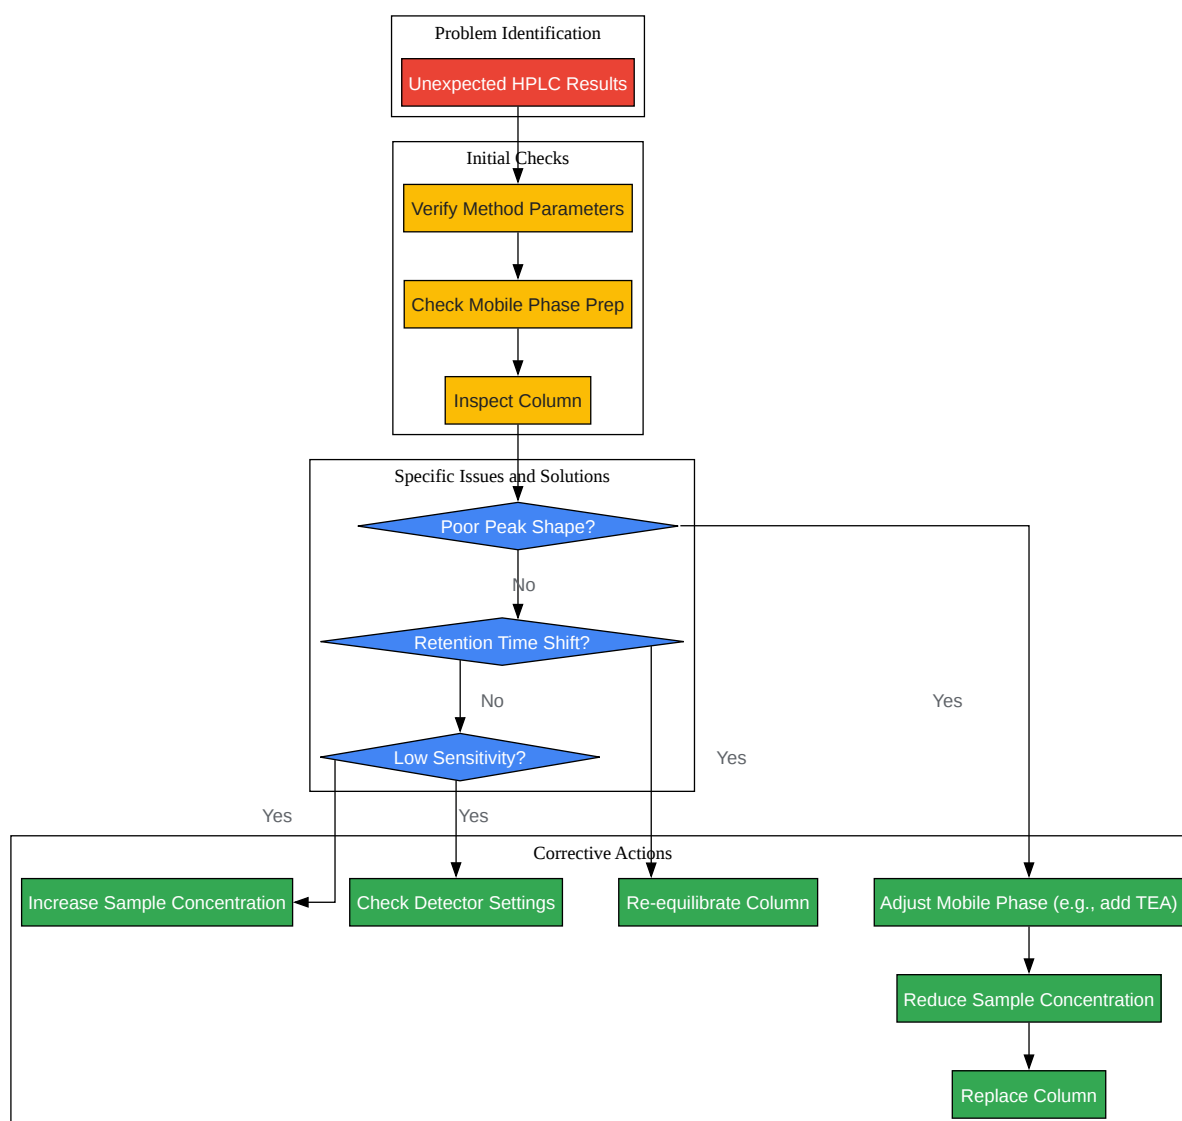 Problem Identification
Unexpected HPLC Results
Initial Checks
Verify Method Parameters
Check Mobile Phase Prep
Inspect Column
Specific Issues and Solutions
Poor Peak Shape?
No
Retention Time Shift?
No
Yes
Low Sensitivity?
Yes
Yes
Yes
Corrective Actions
Increase Sample Concentration
Check Detector Settings
Re-equilibrate Column
Adjust Mobile Phase (e.g., add TEA)
Reduce Sample Concentration
Replace Column